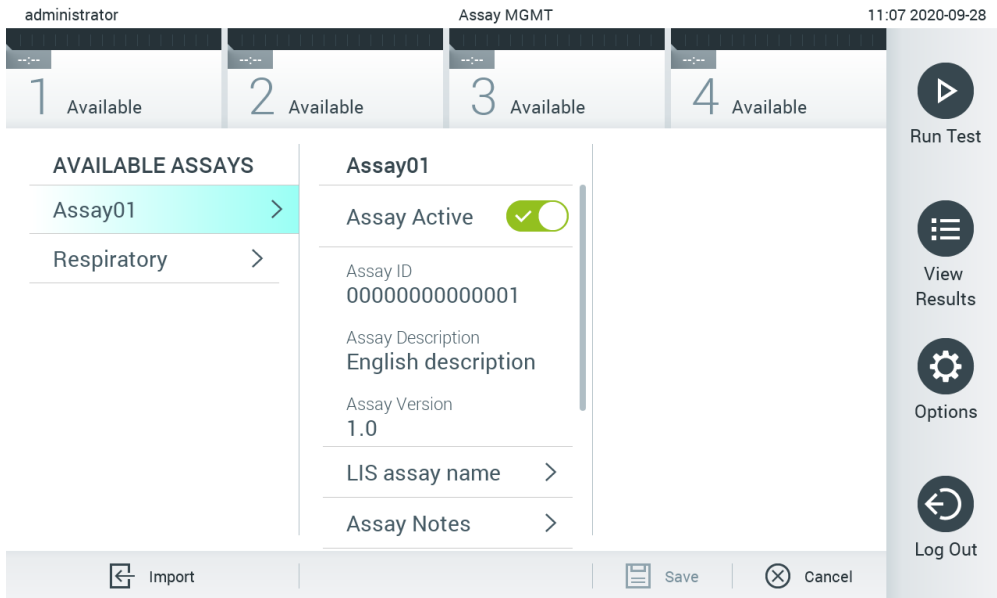 administrator Assay MGMT 11:07 2020-09-28
--:-- --:-- --:-- --:--
1 Available 2 Available 3 Available 4 Available
Run Test
AVAILABLE ASSAYS
Assay01
Respiratory
Assay01
Assay Active
Assay ID
00000000000001
Assay Description
English description
Assay Version
1.0
LIS assay name
Assay Notes
View
Results
Options
Log Out
Import
Save
Cancel